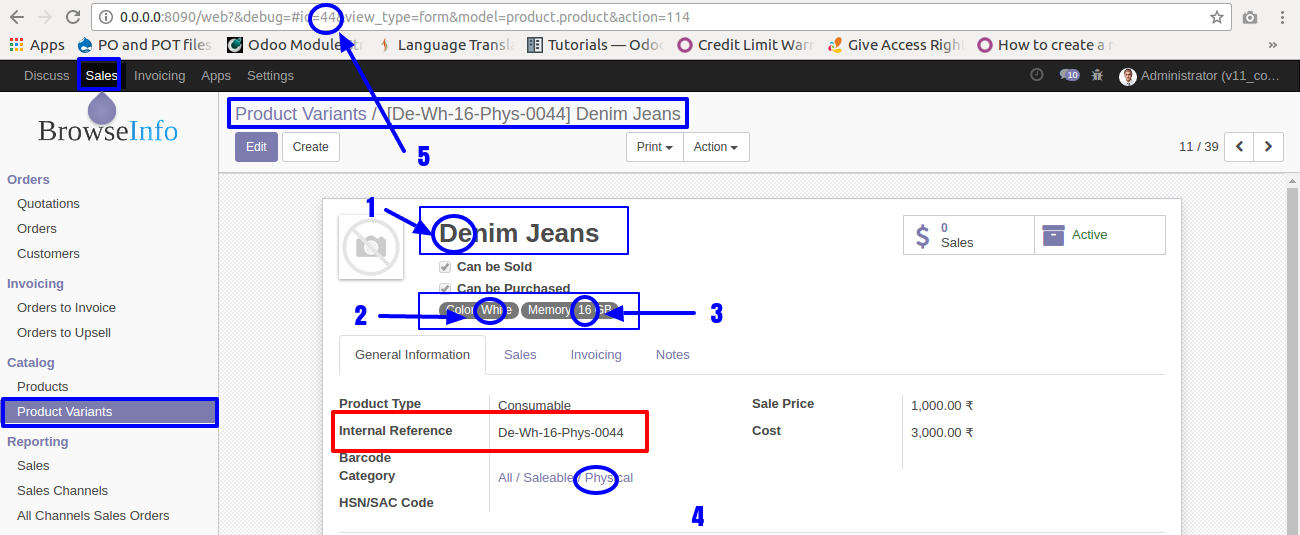 0.0.0.0:8090/web?&debug=#id=44&view_type=form&model=product.product&action=114
Apps PO and POT files Odoo Module Str Language Transla Tutorials — Odoo Credit Limit Warn Give Access Right How to create a m »
Discuss Sales Invoicing Apps Settings 10 Administrator (v11_co...
BrowseInfo
Product Variants / [De-Wh-16-Phys-0044] Denim Jeans
Edit Create Print Action 11 / 39
5
Orders
Quotations
Orders
Customers
Invoicing
Orders to Invoice
Orders to Upsell
Catalog
Products
Product Variants
Reporting
Sales
Sales Channels
All Channels Sales Orders
1
Denim Jeans
0
Sales
Active
Can be Sold
Can be Purchased
2 Color: White Memory: 16 GB 3
General Information Sales Invoicing Notes
Product Type Consumable Sale Price 1,000.00 ₹
Internal Reference De-Wh-16-Phys-0044 Cost 3,000.00 ₹
Barcode
Category All / Saleable / Physical
HSN/SAC Code
4